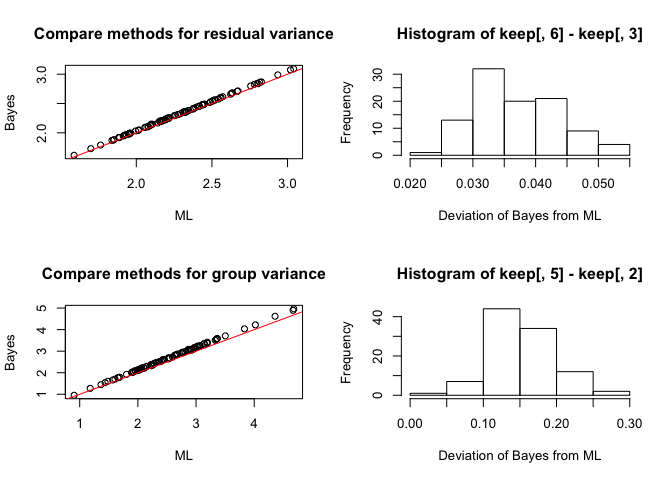 Compare methods for residual variance
Bayes
3.0
2.0
2.0 2.5 3.0
ML
Histogram of keep[, 6] - keep[, 3]
Frequency
30
10
0
0.020 0.030 0.040 0.050
Deviation of Bayes from ML
Compare methods for group variance
Bayes
5
4
3
2
1
1 2 3 4
ML
Histogram of keep[, 5] - keep[, 2]
Frequency
40
20
0
0.00 0.10 0.20 0.30
Deviation of Bayes from ML